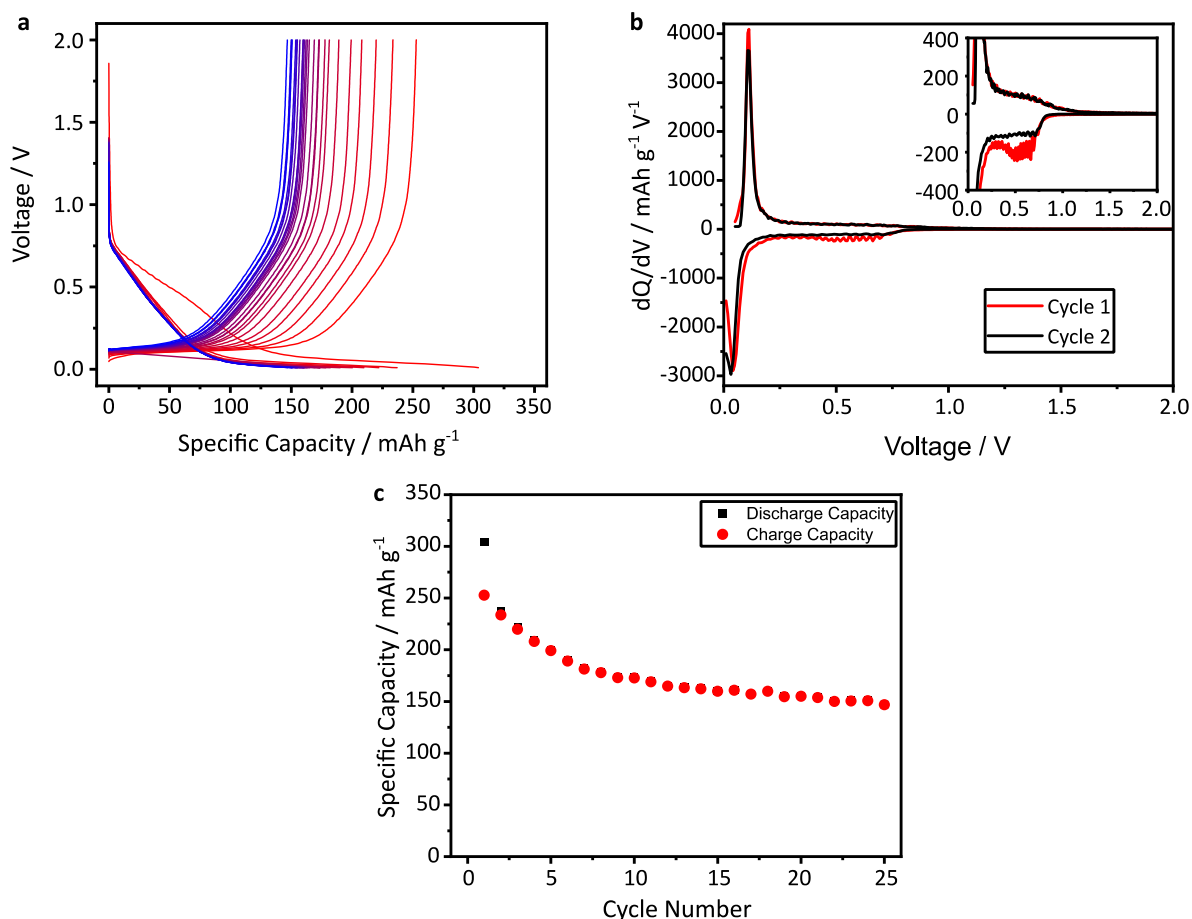 a
2.0
1.5
1.0
0.5
0.0
Voltage / V
0 50 100 150 200 250 300 350
Specific Capacity / mAh g-1
b
4000
3000
2000
1000
0
-1000
-2000
-3000
dQ/dV / mAh g-1 V-1
400
200
0
-200
-400
0.0 0.5 1.0 1.5 2.0
Cycle 1
Cycle 2
0.0 0.5 1.0 1.5 2.0
Voltage / V
c
350
300
250
200
150
100
50
0
Specific Capacity / mAh g-1
Discharge Capacity
Charge Capacity
0 5 10 15 20 25
Cycle Number